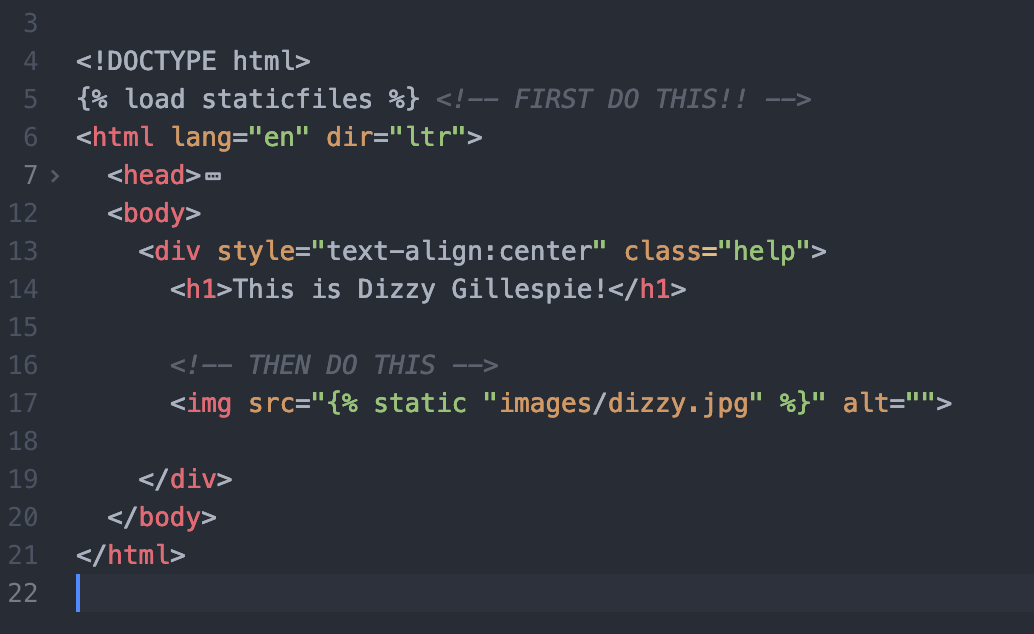 3
4 <!DOCTYPE html>
5 {% load staticfiles %} <!-- FIRST DO THIS!! -->
6 <html lang="en" dir="ltr">
7 <head>
12 <body>
13 <div style="text-align:center" class="help">
14 <h1>This is Dizzy Gillespie!</h1>
15
16 <!-- THEN DO THIS -->
17 <img src="{% static "images/dizzy.jpg" %}" alt="">
18
19 </div>
20 </body>
21 </html>
22